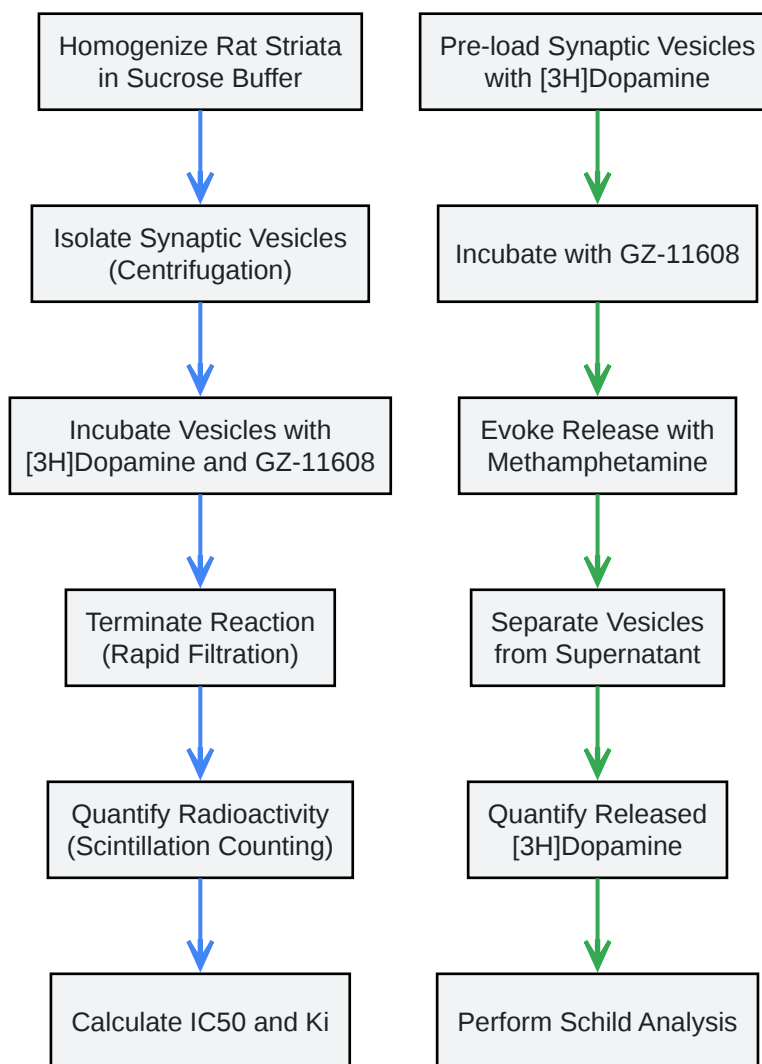 Homogenize Rat Striata
in Sucrose Buffer
Isolate Synaptic Vesicles
(Centrifugation)
Incubate Vesicles with
[3H]Dopamine and GZ-11608
Terminate Reaction
(Rapid Filtration)
Quantify Radioactivity
(Scintillation Counting)
Calculate IC50 and Ki
Pre-load Synaptic Vesicles
with [3H]Dopamine
Incubate with GZ-11608
Evoke Release with
Methamphetamine
Separate Vesicles
from Supernatant
Quantify Released
[3H]Dopamine
Perform Schild Analysis